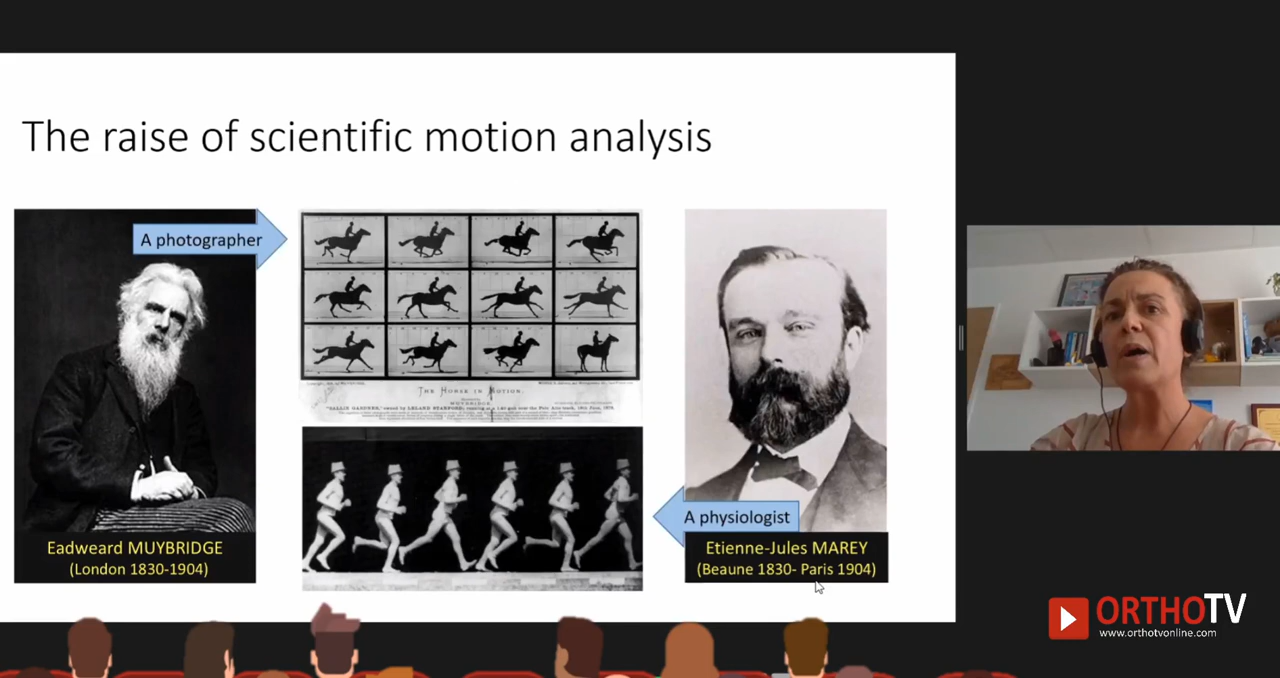 The raise of scientific motion analysis
A photographer
THE HORSE IN MOTION.
MUYBRIDGE.
A physiologist
Eadweard MUYBRIDGE
(London 1830-1904)
Etienne-Jules MAREY
(Beaune 1830- Paris 1904)
ORTHOTV
www.orthotvonline.com